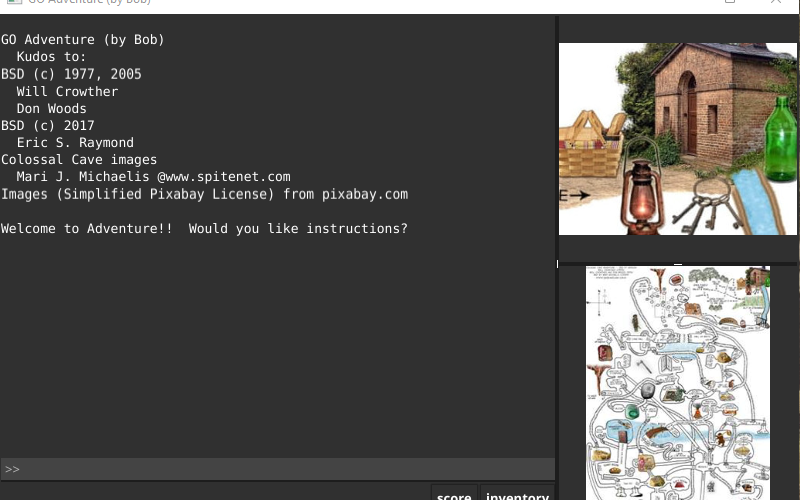 GO Adventure (by Bob)
GO Adventure (by Bob)
Kudos to:
BSD (c) 1977, 2005
Will Crowther
Don Woods
BSD (c) 2017
Eric S. Raymond
Colossal Cave images
Mari J. Michaelis @www.spitenet.com
Images (Simplified Pixabay License) from pixabay.com
Welcome to Adventure!!  Would you like instructions?
>>
score
inventory
E